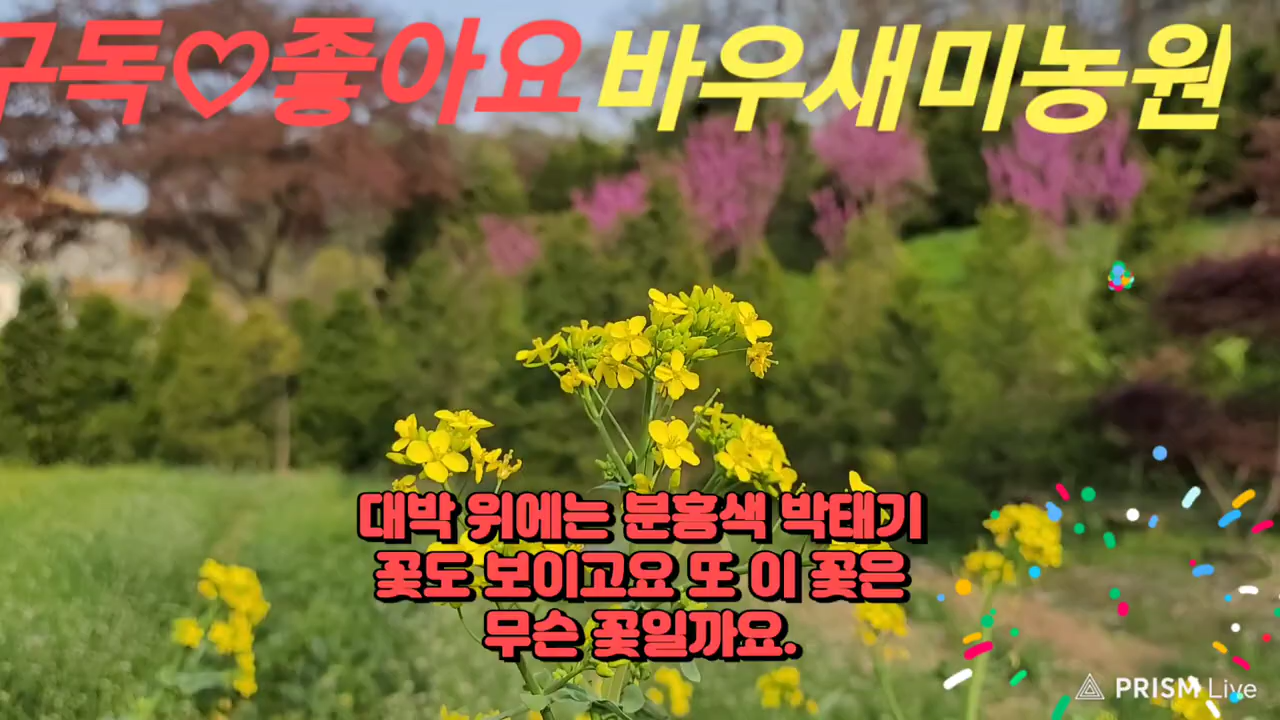 구독♡좋아요 바우새미농원
대박 위에는 분홍색 박태기
꽃도 보이고요 또 이 꽃은
무슨 꽃일까요.
PRISM Live